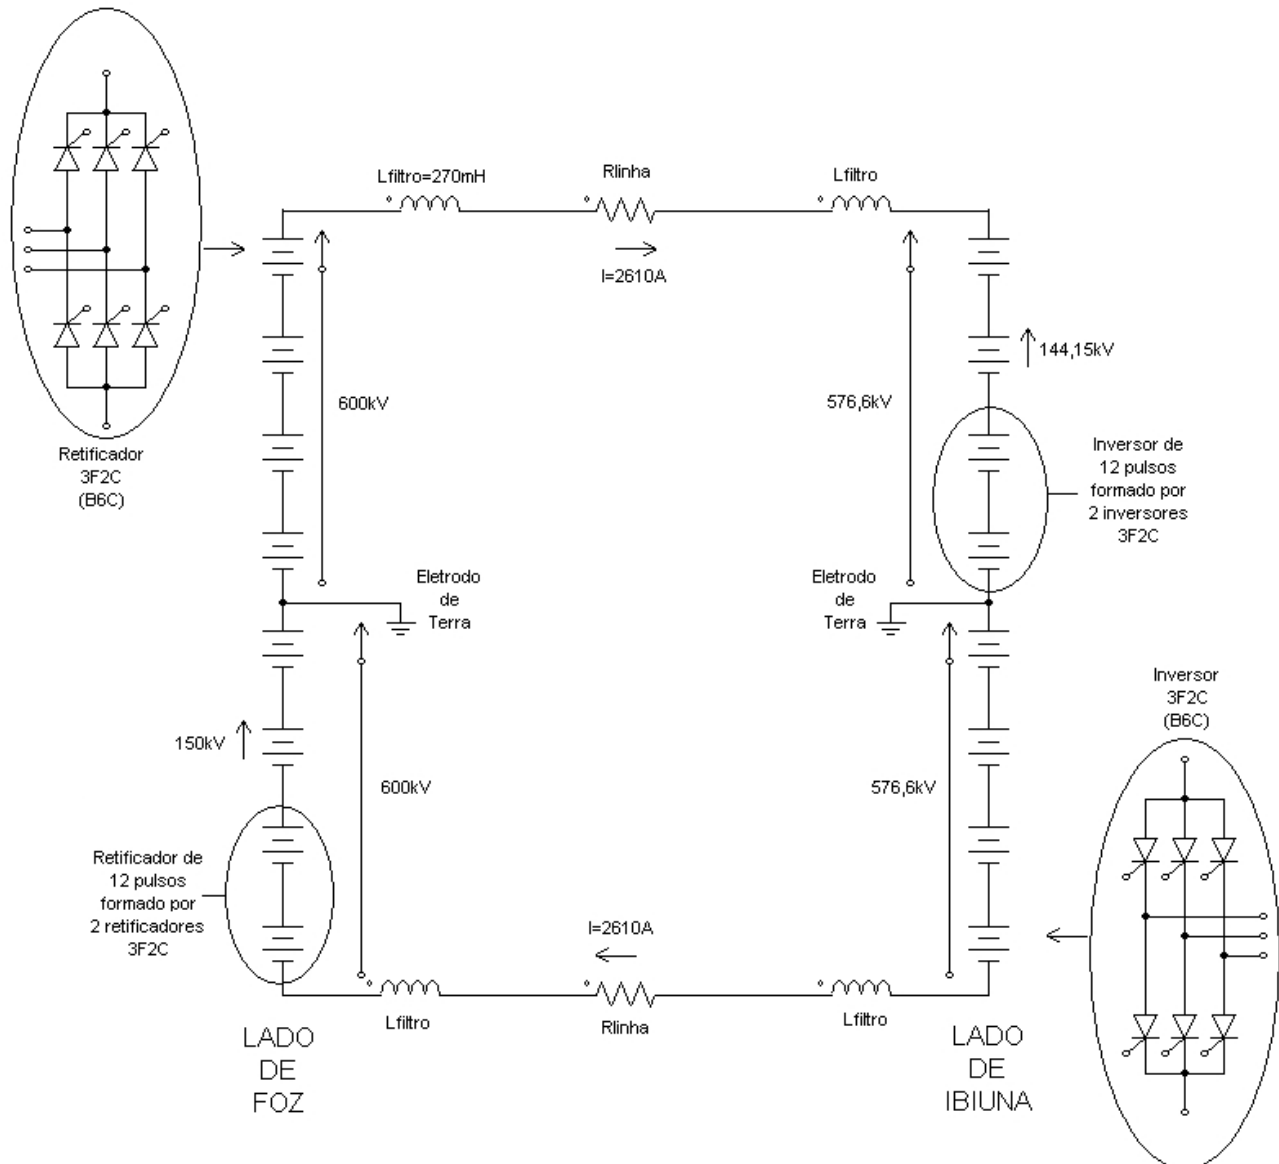 Lfiltro=270mH
Rlinha
Lfiltro
I=2610A
144,15kV
600kV
576,6kV
Retificador
3F2C
(B6C)
Inversor de
12 pulsos
formado por
2 inversores
3F2C
Eletrodo
de
Terra
Eletrodo
de
Terra
Inversor
3F2C
(B6C)
150kV
600kV
576,6kV
Retificador de
12 pulsos
formado por
2 retificadores
3F2C
I=2610A
Lfiltro
Rlinha
Lfiltro
LADO
DE
FOZ
LADO
DE
IBIUNA